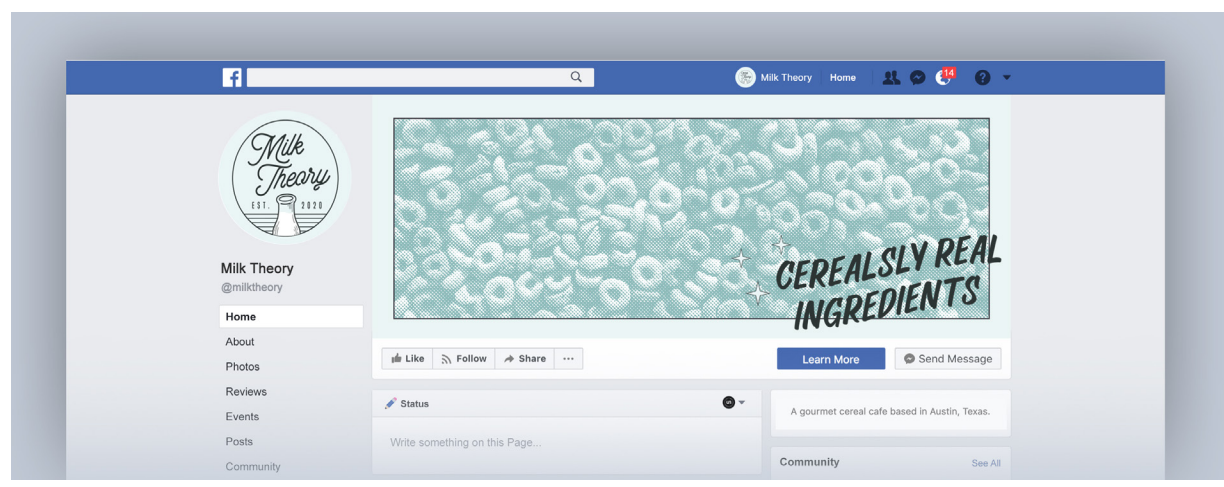 f
Milk Theory
Home
14
?
Milk
Theory
EST. 2020
CEREALSLY REAL
INGREDIENTS
Milk Theory
@milktheory
Home
About
Photos
Reviews
Events
Posts
Community
Like
Follow
Share
...
Learn More
Send Message
Status
Write something on this Page...
A gourmet cereal cafe based in Austin, Texas.
Community
See All